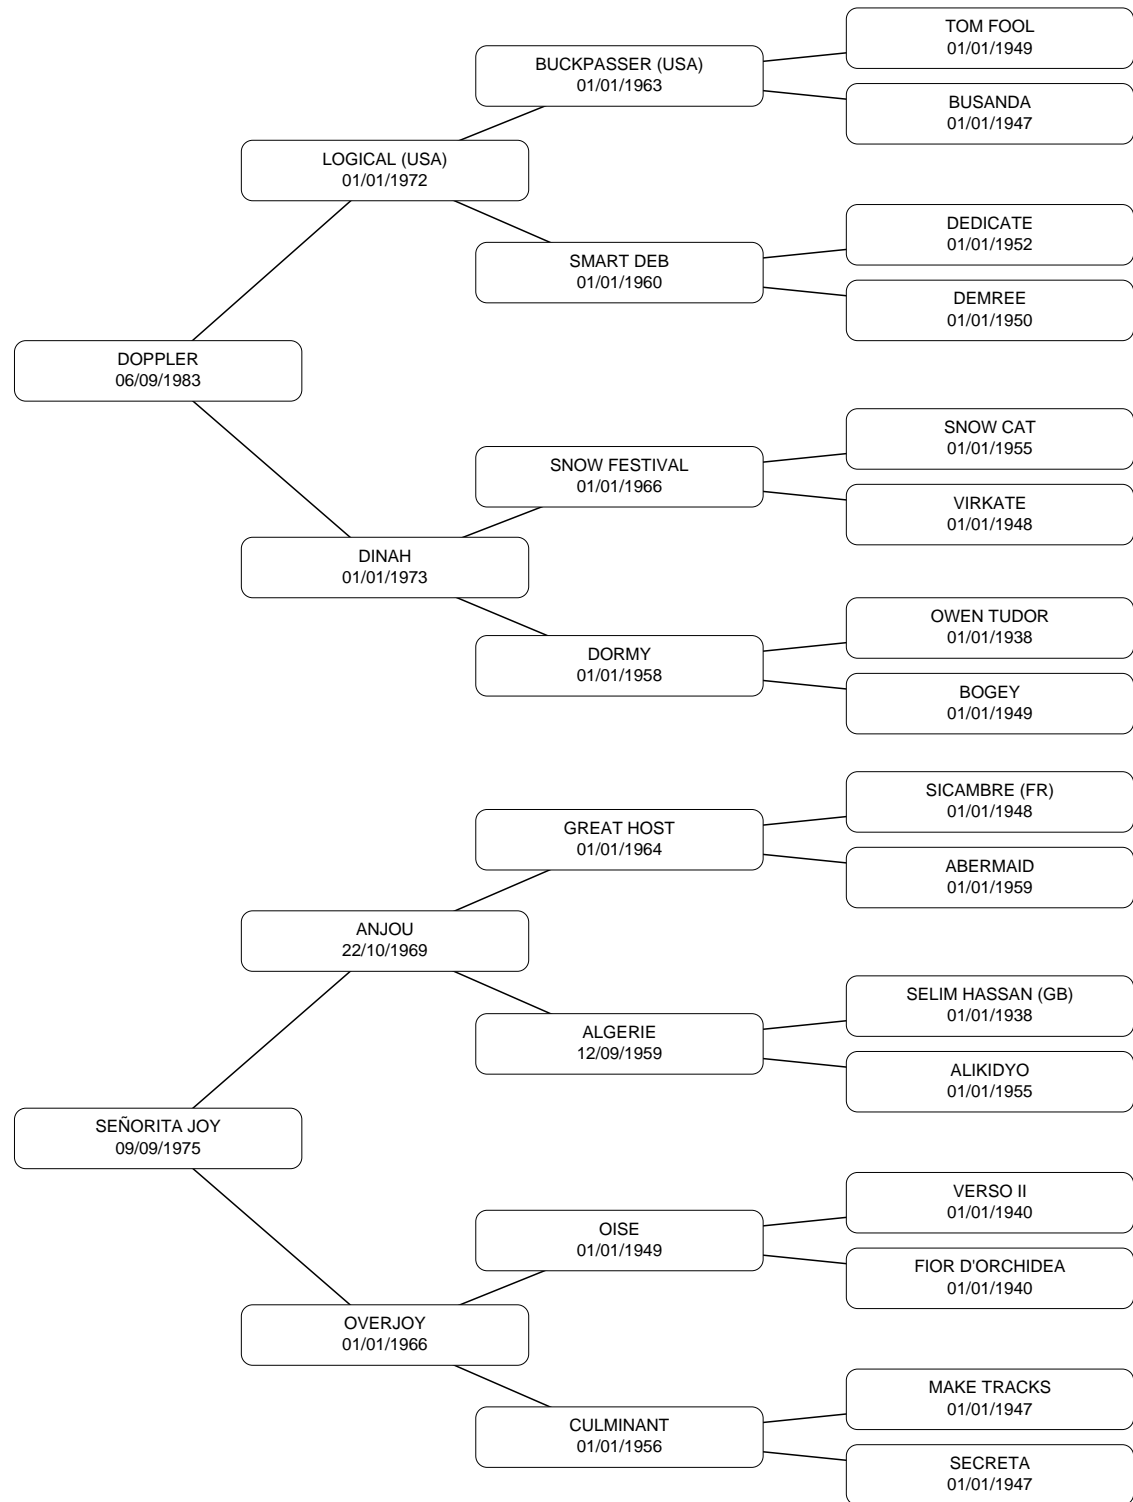 TOM FOOL
01/01/1949
BUCKPASSER (USA)
01/01/1963
BUSANDA
01/01/1947
LOGICAL (USA)
01/01/1972
DEDICATE
01/01/1952
SMART DEB
01/01/1960
DEMREE
01/01/1950
DOPPLER
06/09/1983
SNOW CAT
01/01/1955
SNOW FESTIVAL
01/01/1966
VIRKATE
01/01/1948
DINAH
01/01/1973
OWEN TUDOR
01/01/1938
DORMY
01/01/1958
BOGEY
01/01/1949
SICAMBRE (FR)
01/01/1948
GREAT HOST
01/01/1964
ABERMAID
01/01/1959
ANJOU
22/10/1969
SELIM HASSAN (GB)
01/01/1938
ALGERIE
12/09/1959
ALIKIDYO
01/01/1955
SEÑORITA JOY
09/09/1975
VERSO II
01/01/1940
OISE
01/01/1949
FIOR D'ORCHIDEA
01/01/1940
OVERJOY
01/01/1966
MAKE TRACKS
01/01/1947
CULMINANT
01/01/1956
SECRETA
01/01/1947